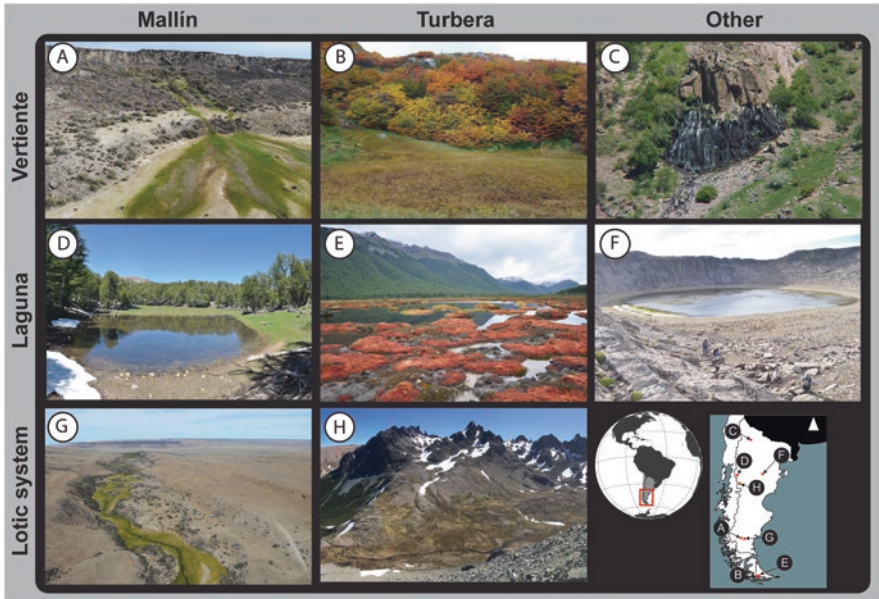 Mallín Turbera Other
Vertiente
A
B
C
Laguna
D
E
F
Lotic system
G
H
C
D
F
H
A
G
B
E